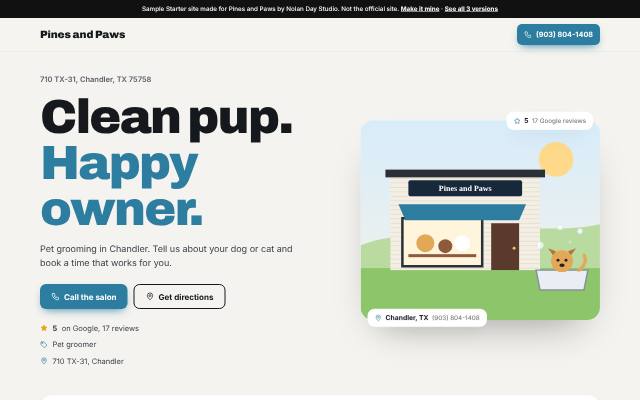 Sample Starter site made for Pines and Paws by Nolan Day Studio. Not the official site. Make it mine · See all 3 versions
Pines and Paws
(903) 804-1408
710 TX-31, Chandler, TX 75758
Clean pup.
Happy
owner.
Pet grooming in Chandler. Tell us about your dog or cat and
book a time that works for you.
Call the salon
Get directions
5 on Google, 17 reviews
Pet groomer
710 TX-31, Chandler
5 17 Google reviews
Pines and Paws
Chandler, TX (903) 804-1408